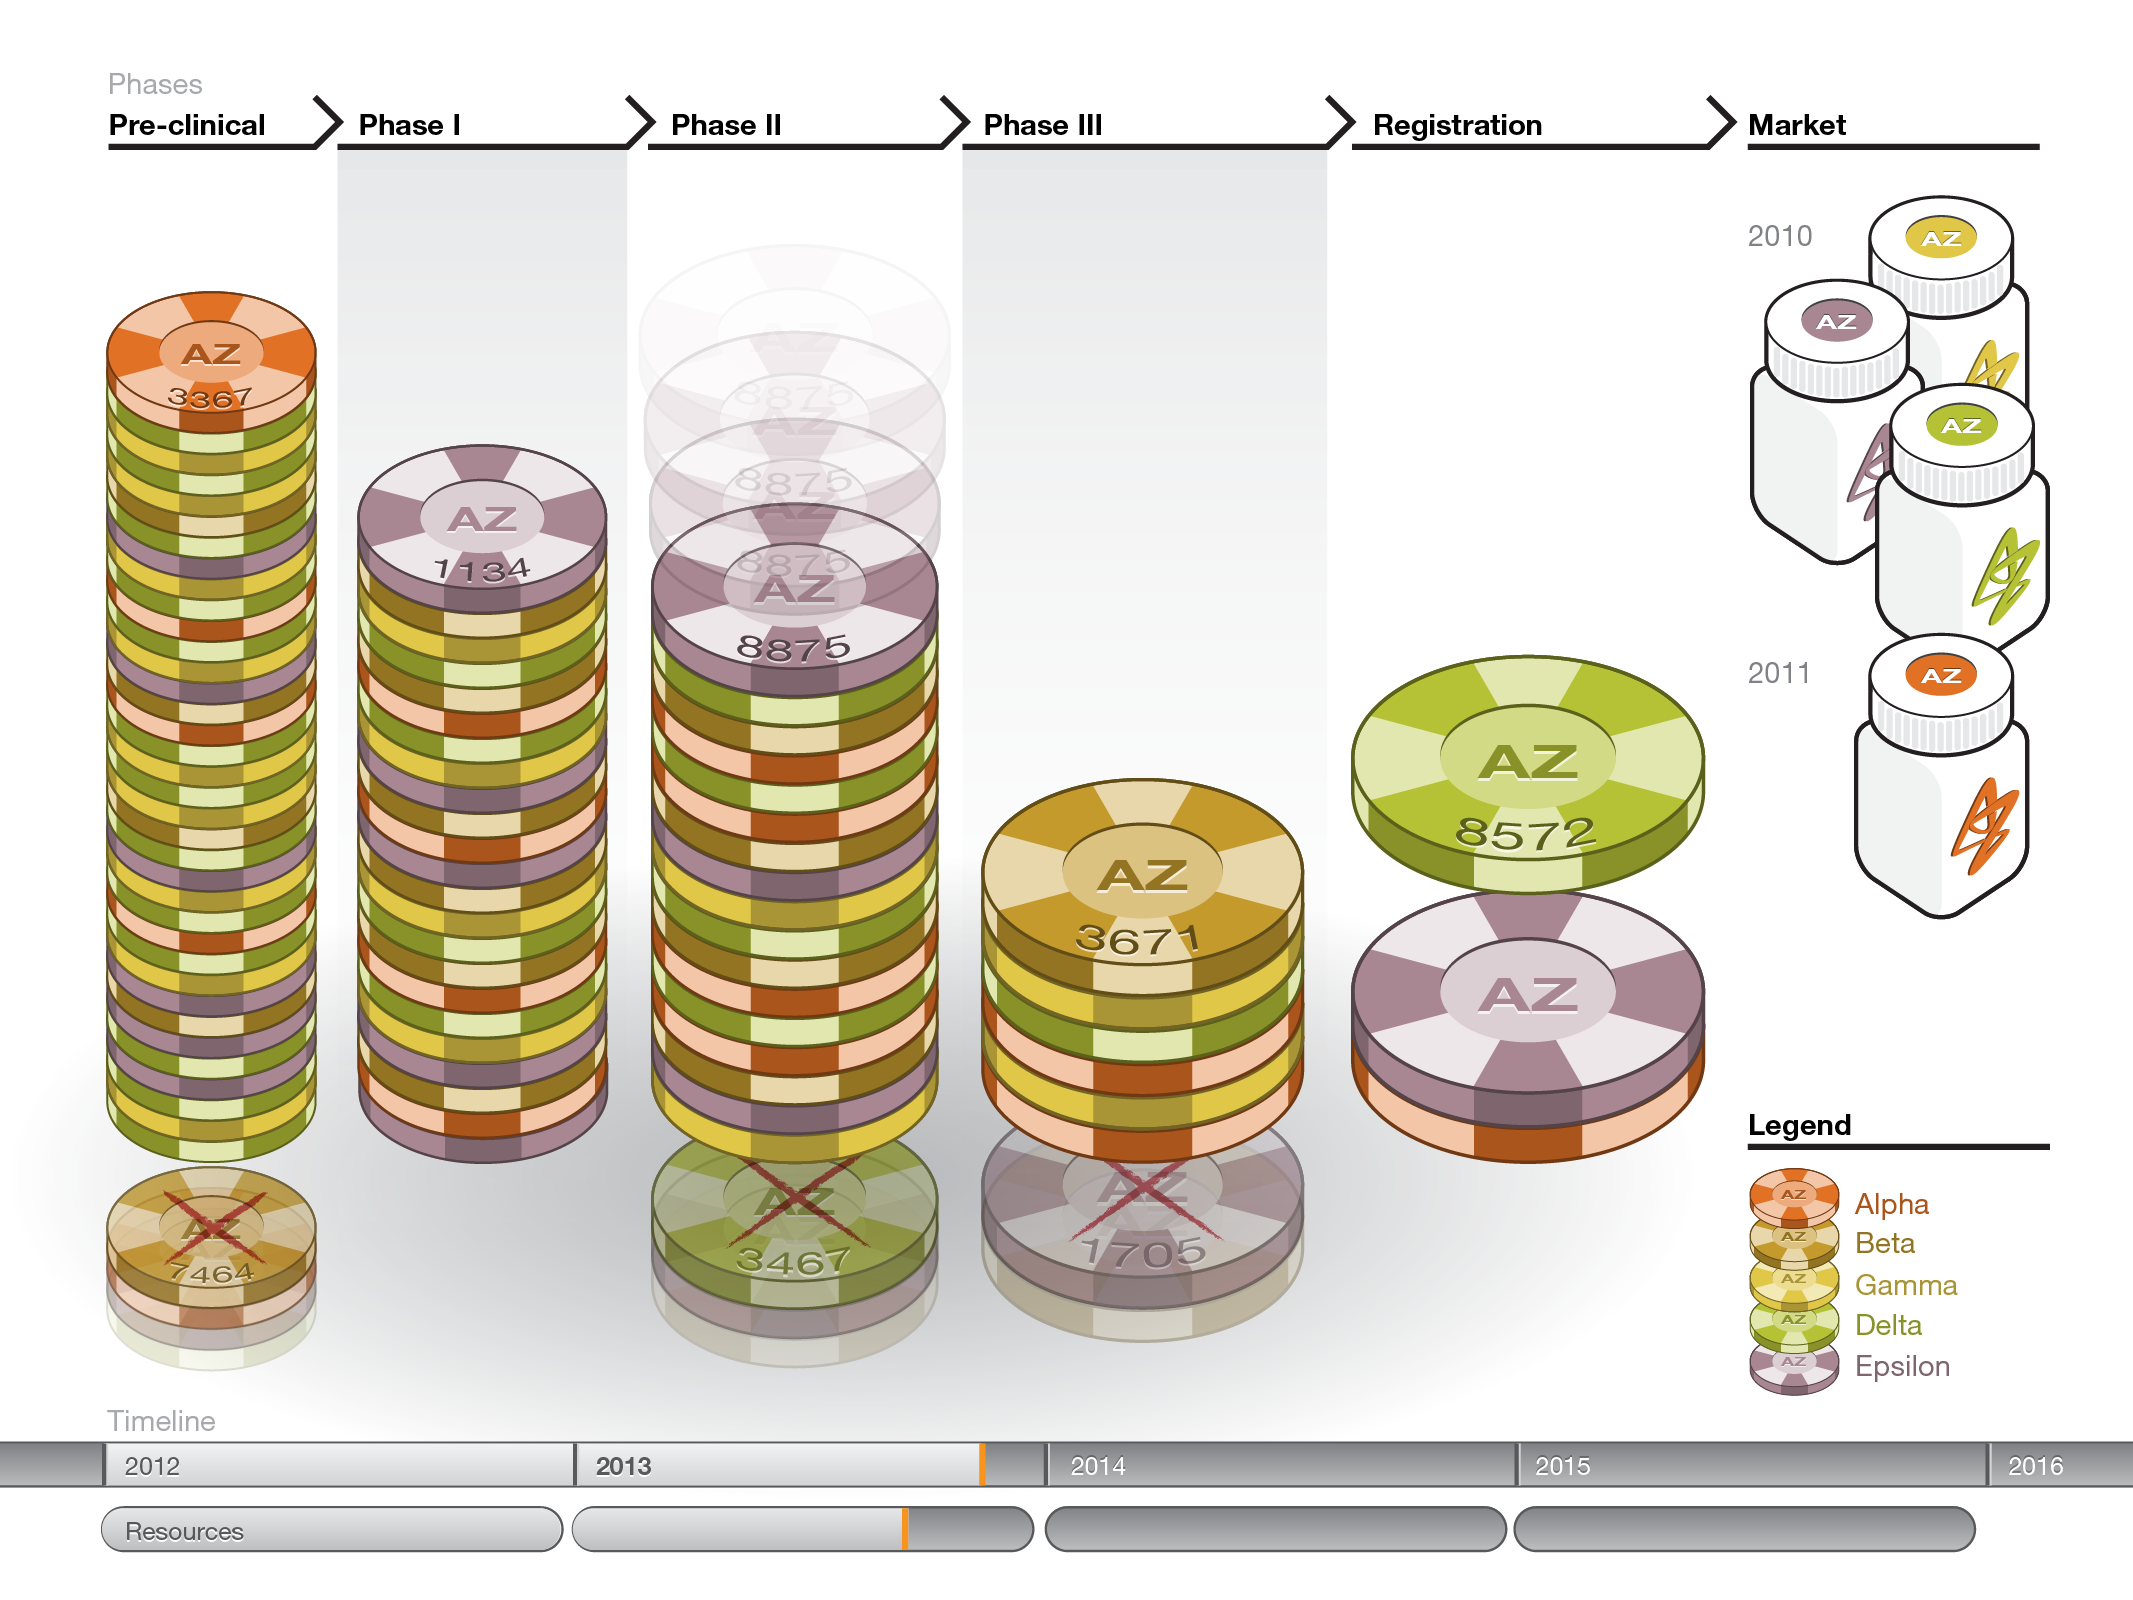 Phases
Pre-clinical
Phase I
Phase II
Phase III
Registration
Market
2010
AZ
AZ
AZ
2011
AZ
AZ
3367
AZ
1134
AZ
8875
AZ
8875
AZ
8875
AZ
8875
AZ
3671
AZ
8572
AZ
AZ
7464
AZ
3467
AZ
1705
Legend
AZ Alpha
AZ Beta
AZ Gamma
AZ Delta
AZ Epsilon
Timeline
2012
2013
2014
2015
2016
Resources